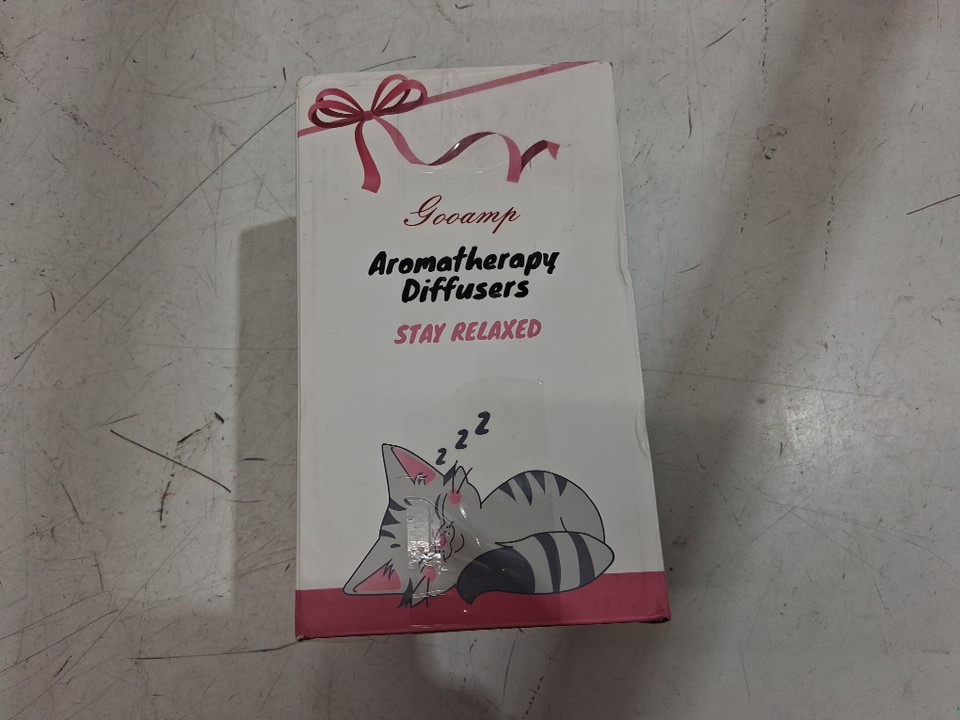 Gooamp
Aromatherapy
Diffusers
STAY RELAXED
z z z